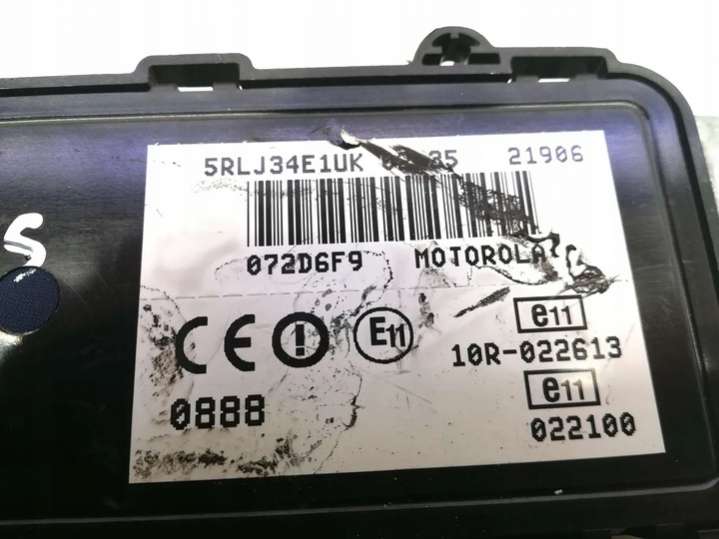 5RLJ34E1UK 21906
072D6F9 MOTOROLA
S
CE E11 e11
10R-022613
e11
0888
022100